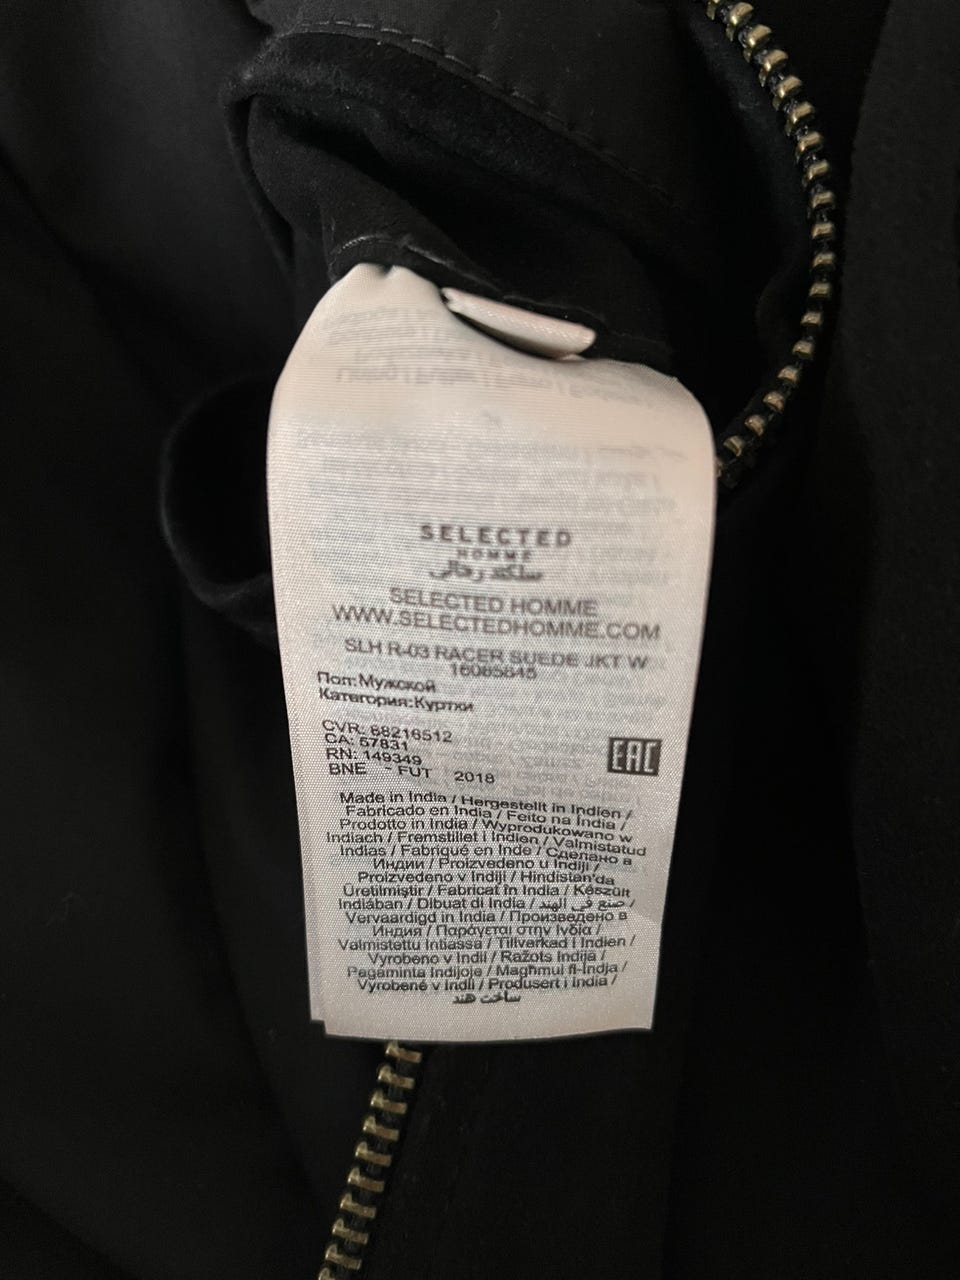 SELECTED
HOMME
سلكتد رجالى
SELECTED HOMME
WWW.SELECTEDHOMME.COM
SLH R-03 RACER SUEDE JKT W
16065645
Пол:Мужской
Категория:Куртки
CVR: 68216512
CA: 57831
RN: 149349
EAC
BNE - FUT 2018
Made in India / Hergestellt in Indien /
Fabricado en India / Feito na India /
Prodotto in India / Wyprodukowano w
Indiach / Fremstillet i Indien / Valmistatud
Indias / Fabriqué en Inde / Сделано в
Индии / Proizvedeno u Indiji /
Proizvedeno v Indiji / Hindistan'da
Üretilmiştir / Fabricat în India / Készült
Indiában / Dibuat di India / صنع في الهند /
Vervaardigd in India / Произведено в
Индия / Παράγεται στην Ινδία /
Valmistettu Intiassa / Tillverkad i Indien /
Vyrobeno v Indii / Ražots Indijā /
Pagaminta Indijoje / Magħmul fl-Indja /
Vyrobené v Indii / Produsert i India /
ساخت هند